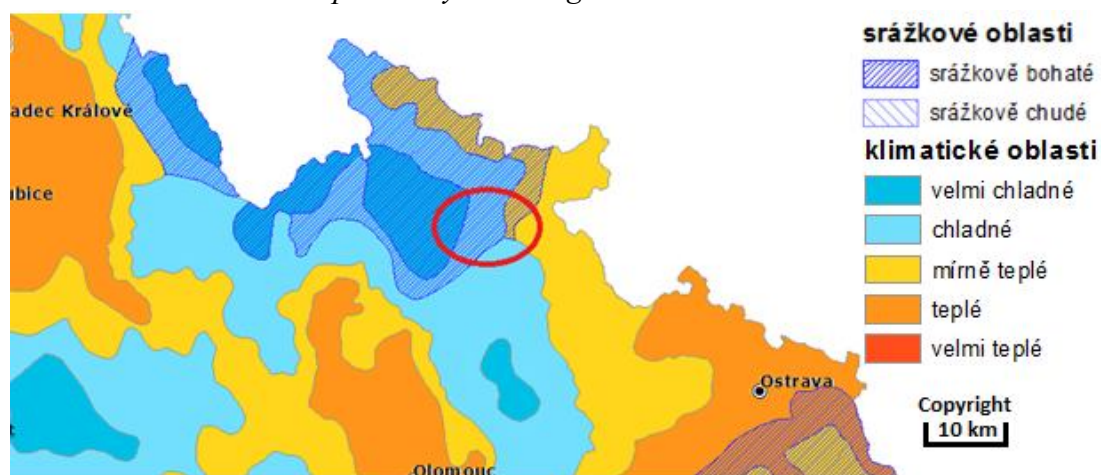 srážkové oblasti
srážkově bohaté
srážkově chudé
klimatické oblasti
velmi chladné
chladné
mírně teplé
teplé
velmi teplé
Copyright
10 km
adec Králové
ubice
Ostrava
Olomouc